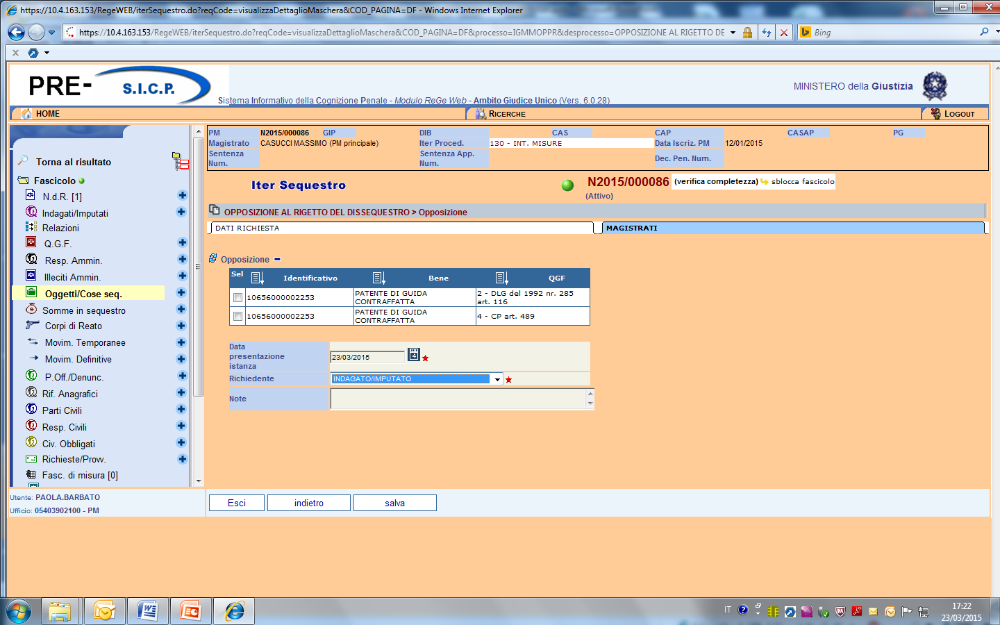 https://10.4.163.153/RegeWEB/iterSequestro.do?reqCode=visualizzaDettaglioMaschera&COD_PAGINA=DF - Windows Internet Explorer
https://10.4.163.153/RegeWEB/iterSequestro.do?reqCode=visualizzaDettaglioMaschera&COD_PAGINA=DF&processo=IGMMOPPR&desprocesso=OPPOSIZIONE AL RIGETTO DE
Bing
PRE- S.I.C.P.
Sistema Informativo della Cognizione Penale - Modulo ReGe Web - Ambito Giudice Unico (Vers. 6.0.28)
MINISTERO della Giustizia
HOME
RICERCHE
LOGOUT
PM N2015/000086 GIP DIB CAS CAP CASAP PG
Magistrato CASUCCI MASSIMO (PM principale) Iter Proced. 130 - INT. MISURE Data Iscriz. PM 12/01/2015
Sentenza Num. Sentenza App. Num. Dec. Pen. Num.
Torna al risultato
Fascicolo
N.d.R. [1]
Indagati/Imputati
Relazioni
Q.G.F.
Resp. Ammin.
Illeciti Ammin.
Oggetti/Cose seq.
Somme in sequestro
Corpi di Reato
Movim. Temporanee
Movim. Definitive
P.Off./Denunc.
Rif. Anagrafici
Parti Civili
Resp. Civili
Civ. Obbligati
Richieste/Provv.
Fasc. di misura [0]
Utente: PAOLA.BARBATO
Ufficio: 05403902100 - PM
Iter Sequestro
N2015/000086 (verifica completezza) sblocca fascicolo
(Attivo)
OPPOSIZIONE AL RIGETTO DEL DISSEQUESTRO > Opposizione
DATI RICHIESTA
MAGISTRATI
Opposizione
Sel Identificativo Bene QGF
10656000002253 PATENTE DI GUIDA CONTRAFFATTA 2 - DLG del 1992 nr. 285 art. 116
10656000002253 PATENTE DI GUIDA CONTRAFFATTA 4 - CP art. 489
Data presentazione istanza 23/03/2015
4
Richiedente INDAGATO/IMPUTATO
Note
Esci
indietro
salva
IT
17:22
23/03/2015